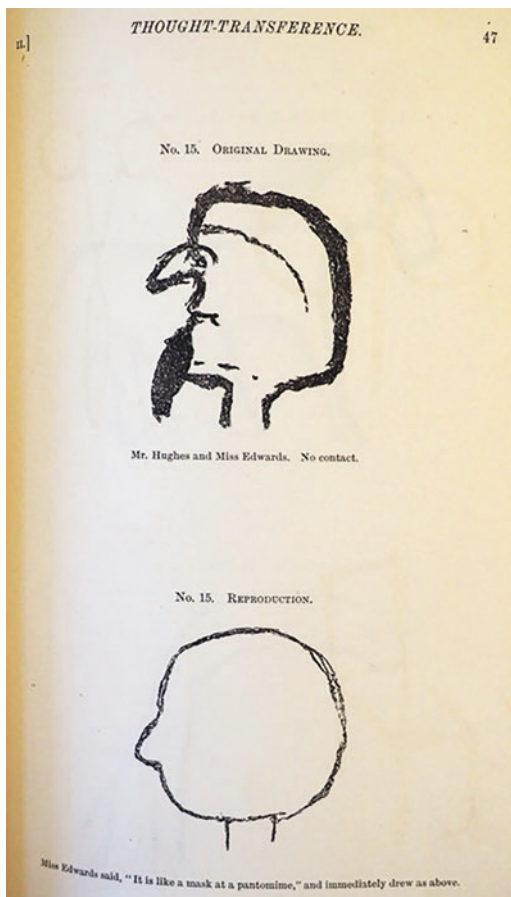 THOUGHT-TRANSFERENCE.
II.]
47
No. 15. ORIGINAL DRAWING.
Mr. Hughes and Miss Edwards. No contact.
No. 15. REPRODUCTION.
Miss Edwards said, "It is like a mask at a pantomime," and immediately drew as above.